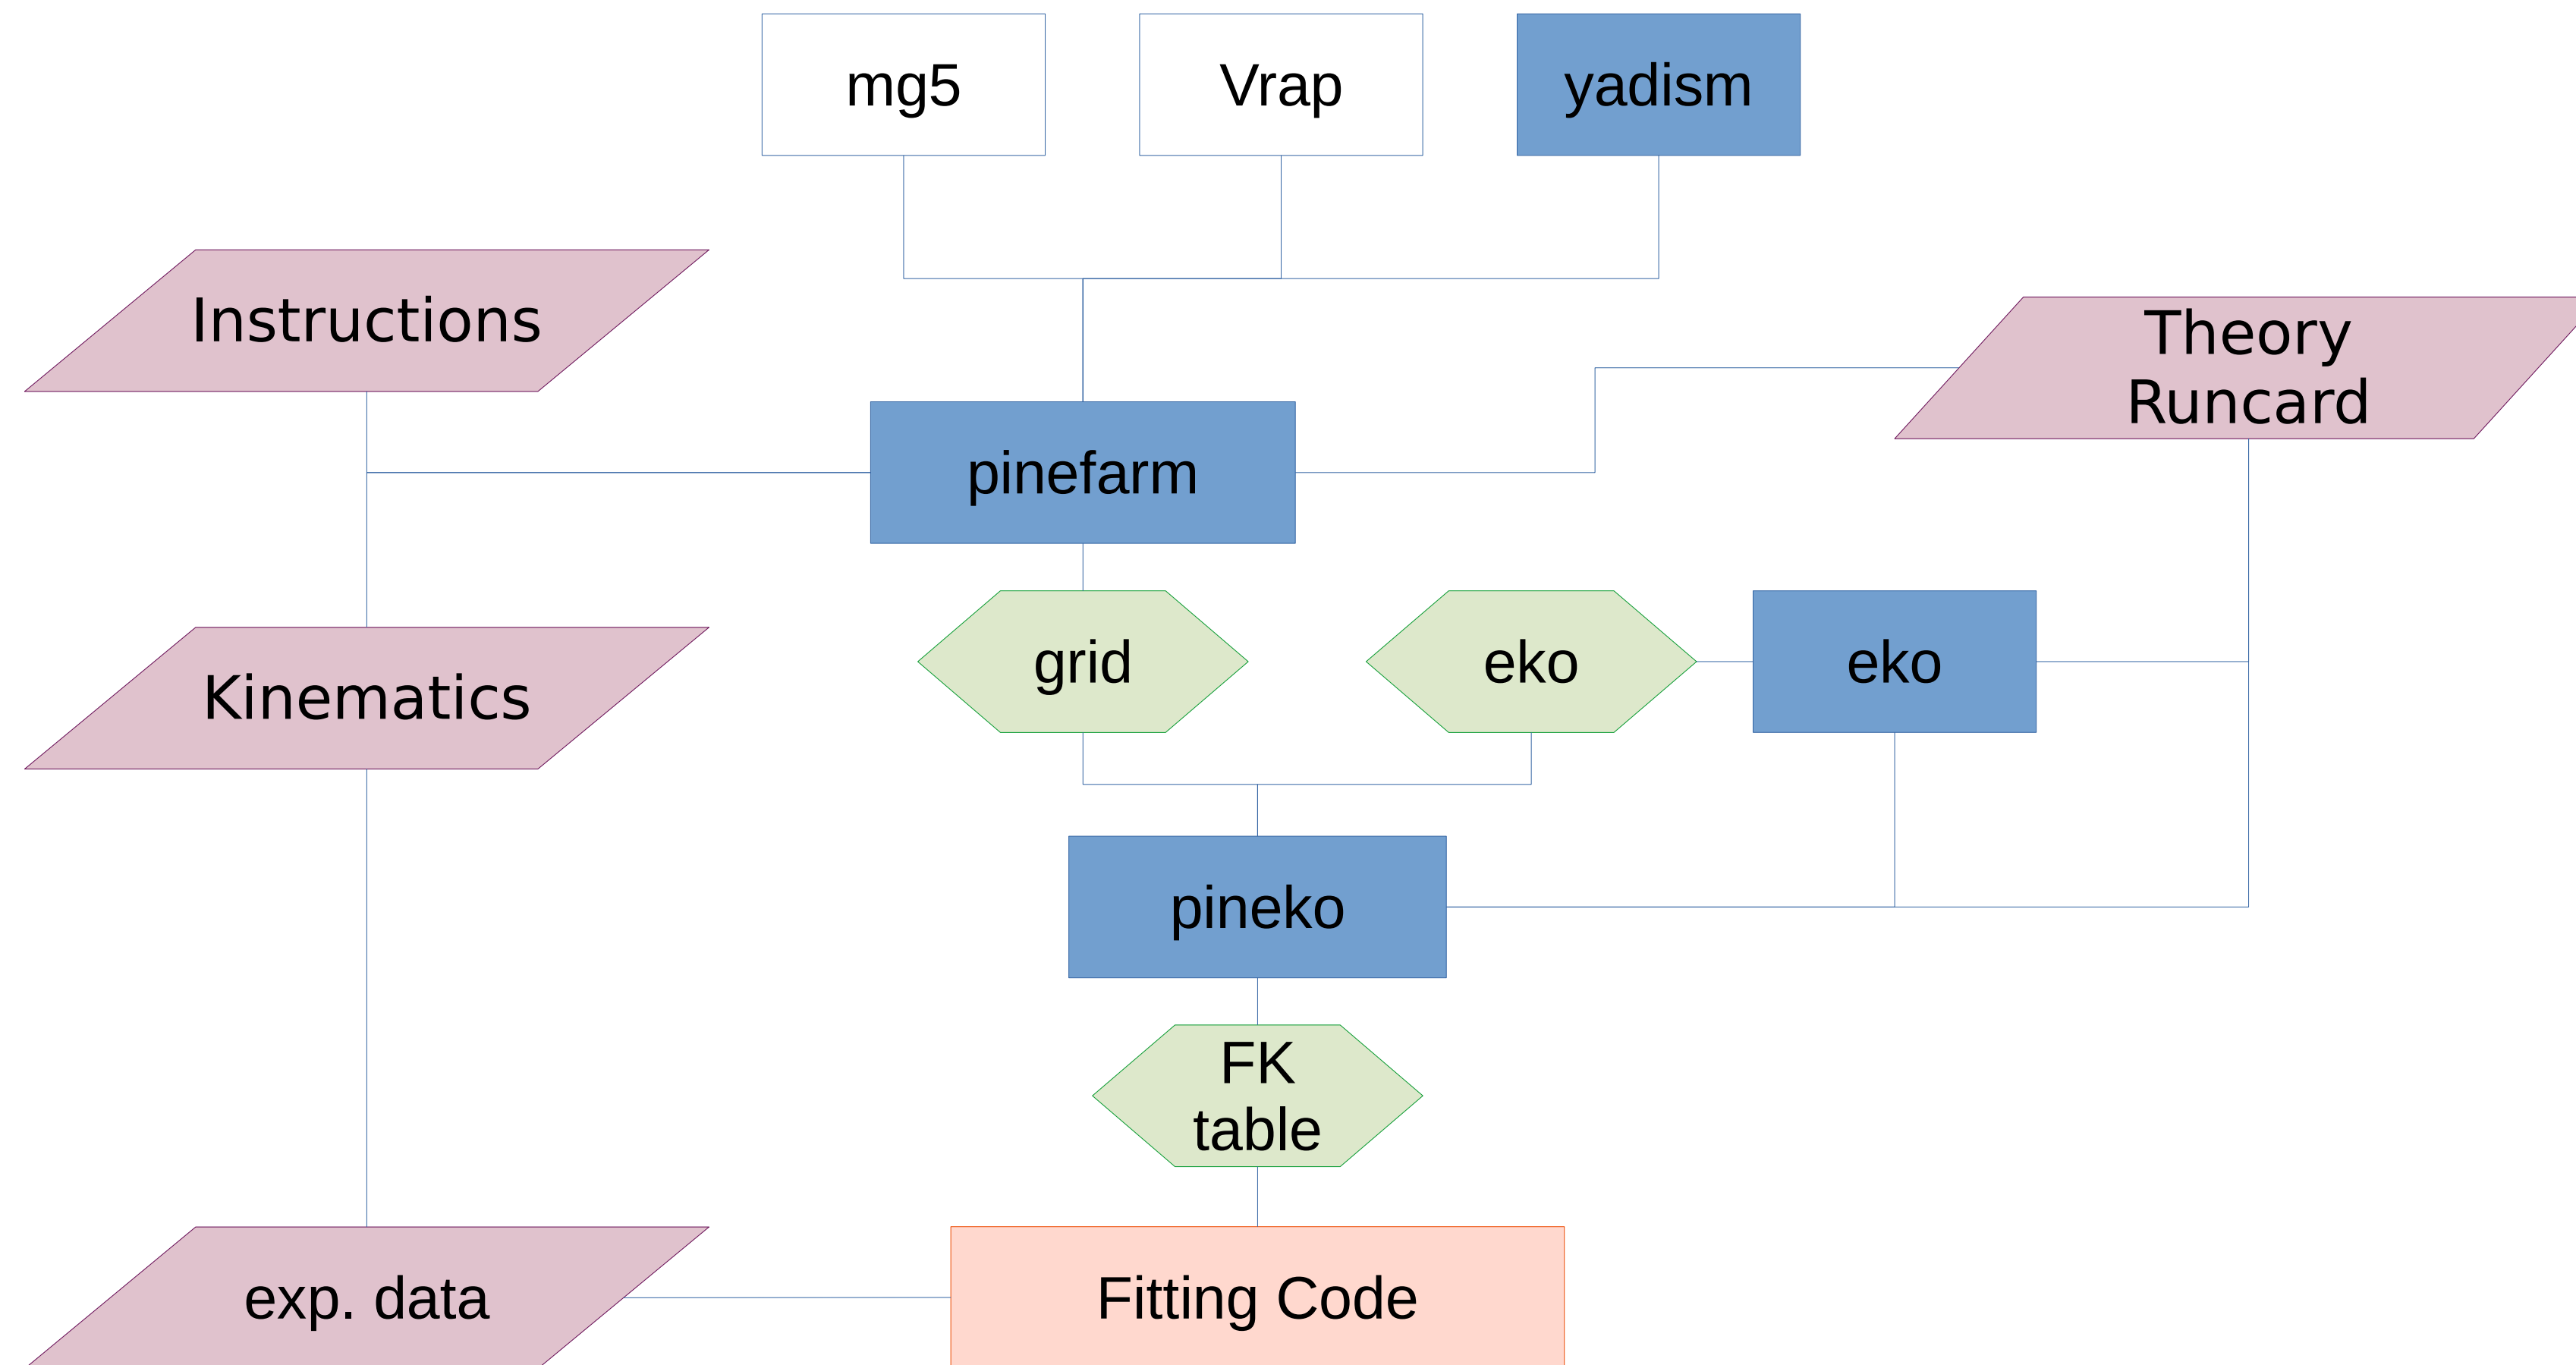 mg5
Vrap
yadism
Instructions
Theory
Runcard
pinefarm
Kinematics
grid
eko
eko
pineko
FK
table
exp. data
Fitting Code